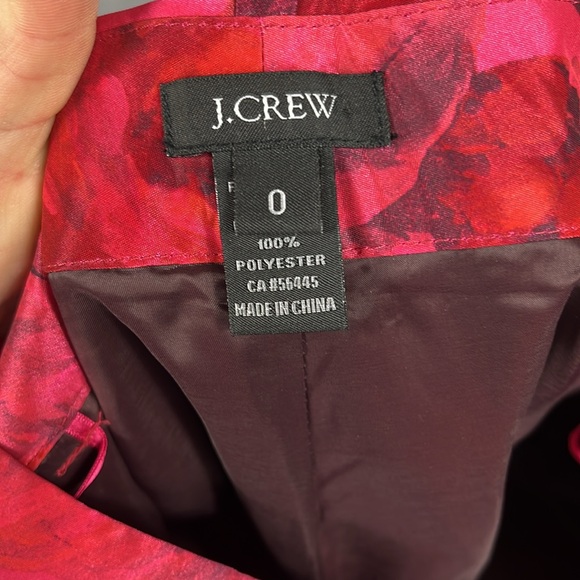 J.CREW
0
100%
POLYESTER
CA #56445
MADE IN CHINA